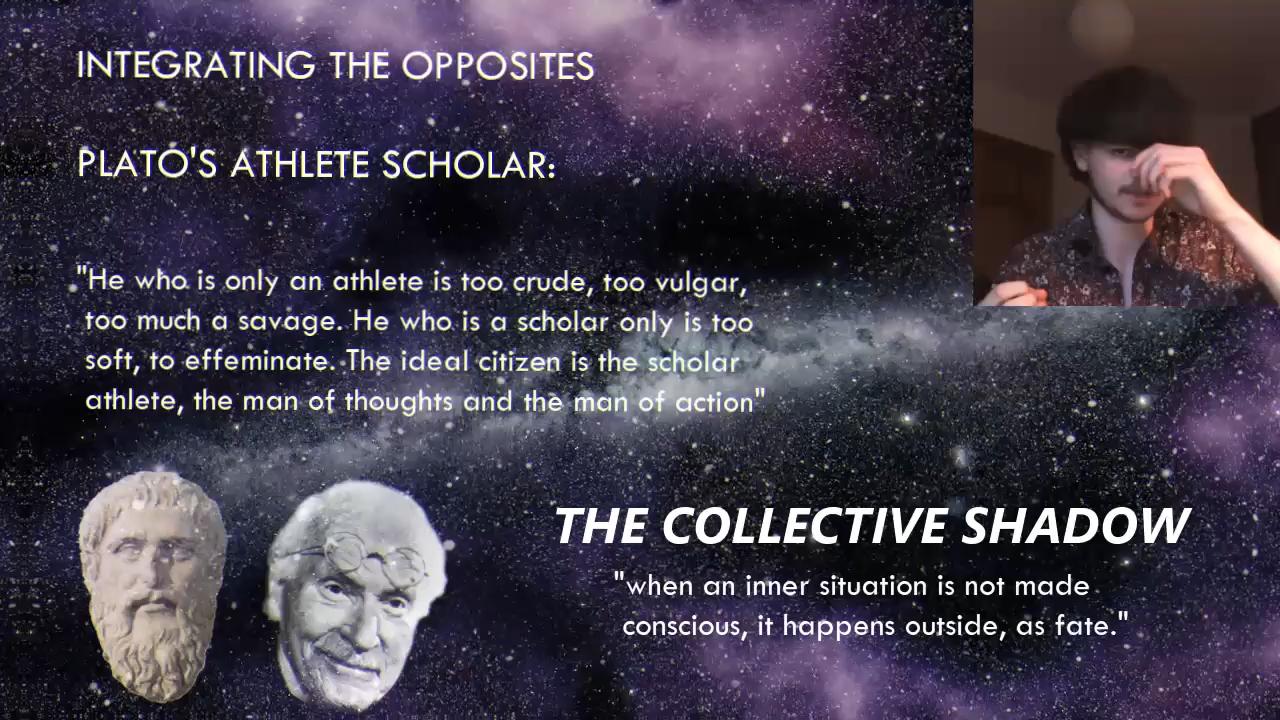 INTEGRATING THE OPPOSITES
PLATO'S ATHLETE SCHOLAR:
"He who is only an athlete is too crude, too vulgar,
too much a savage. He who is a scholar only is too
soft, to effeminate. The ideal citizen is the scholar
athlete, the man of thoughts and the man of action"
THE COLLECTIVE SHADOW
"when an inner situation is not made
conscious, it happens outside, as fate."